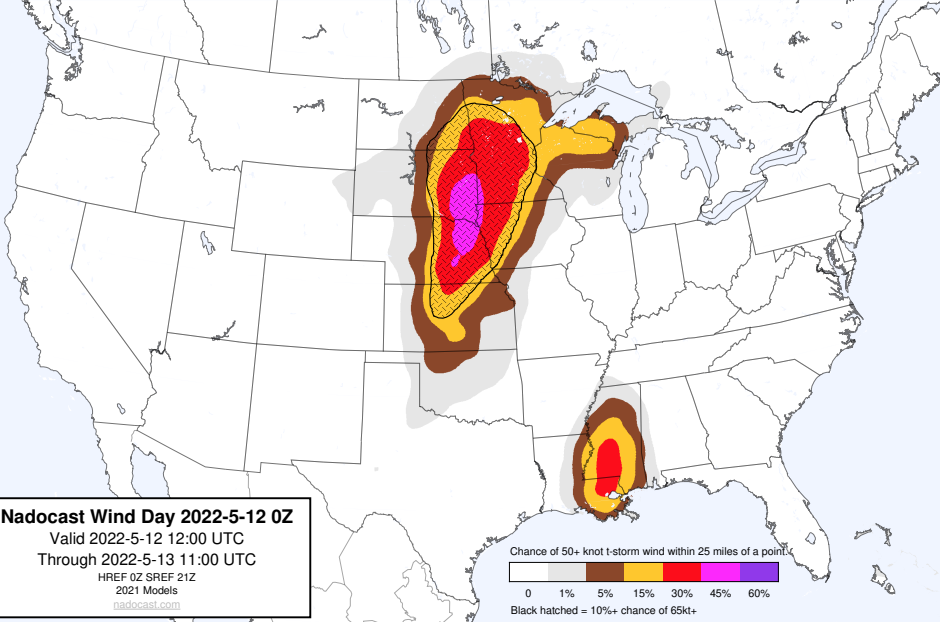 Nadocast Wind Day 2022-5-12 0Z
Valid 2022-5-12 12:00 UTC
Through 2022-5-13 11:00 UTC
HREF 0Z SREF 21Z
2021 Models
nadocast.com
Chance of 50+ knot t-storm wind within 25 miles of a point.
0 1% 5% 15% 30% 45% 60%
Black hatched = 10%+ chance of 65kt+